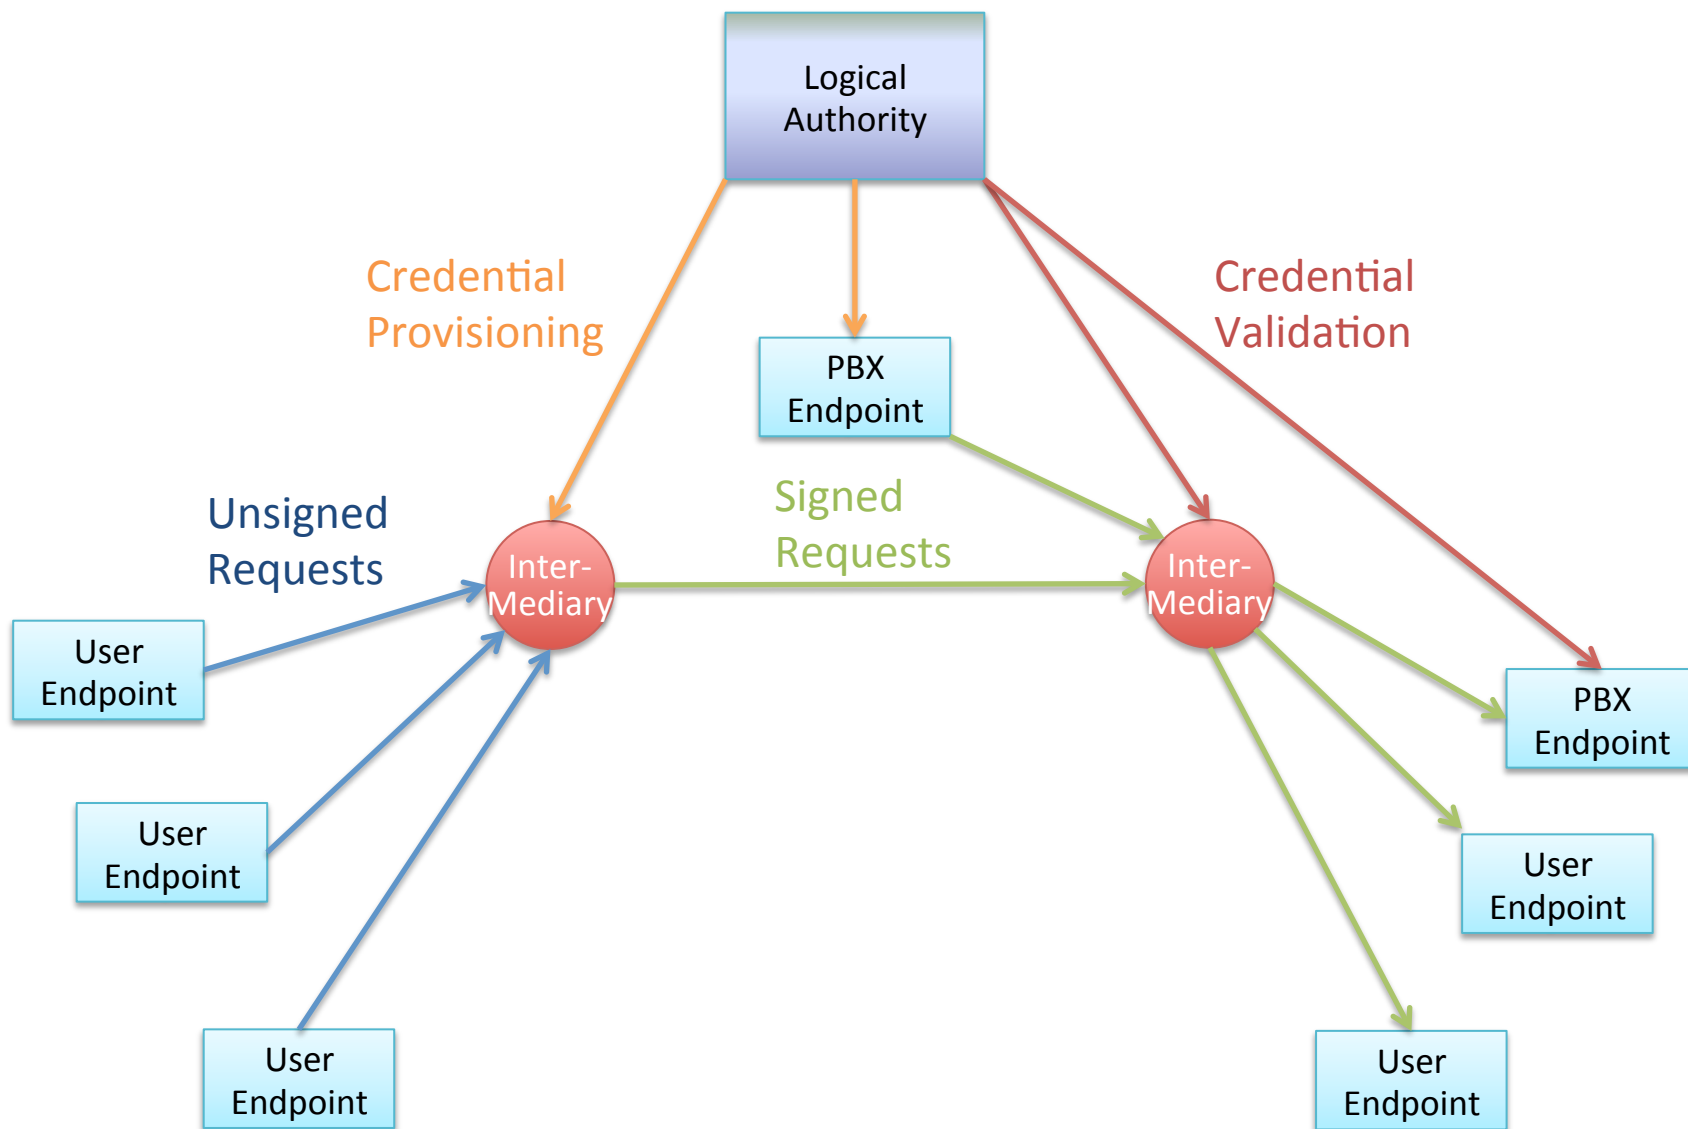 Logical
Authority
Credential
Provisioning
Credential
Validation
PBX
Endpoint
Unsigned
Requests
Signed
Requests
Inter-
Mediary
Inter-
Mediary
User
Endpoint
PBX
Endpoint
User
Endpoint
User
Endpoint
User
Endpoint
User
Endpoint